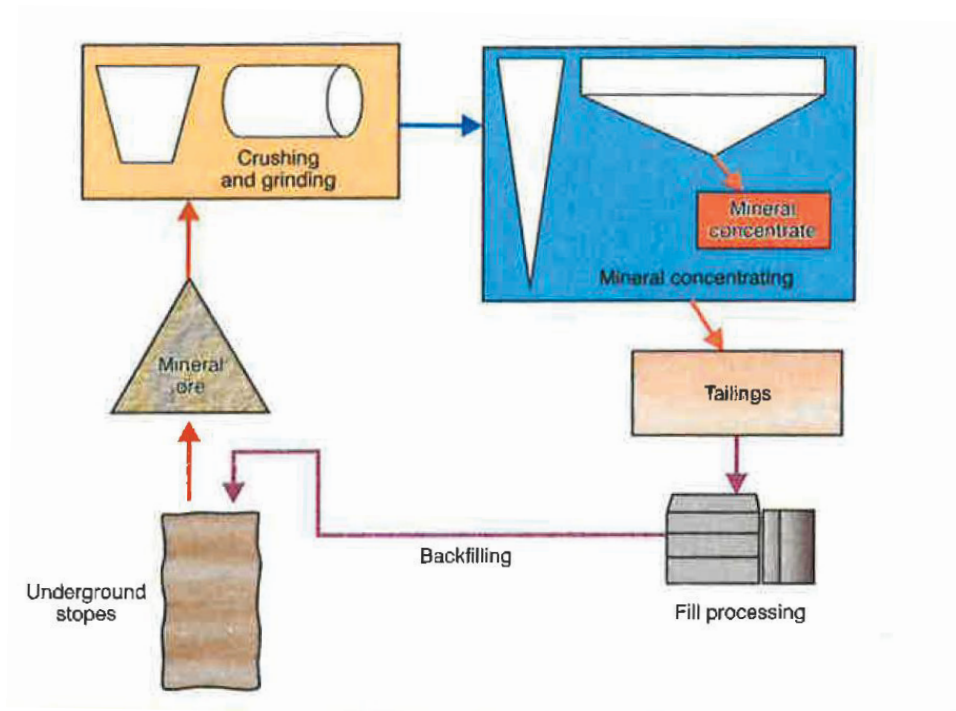 Crushing
and grinding
Mineral
concentrate
Mineral concentrating
Mineral
ore
Tailings
Backfilling
Underground
stopes
Fill processing